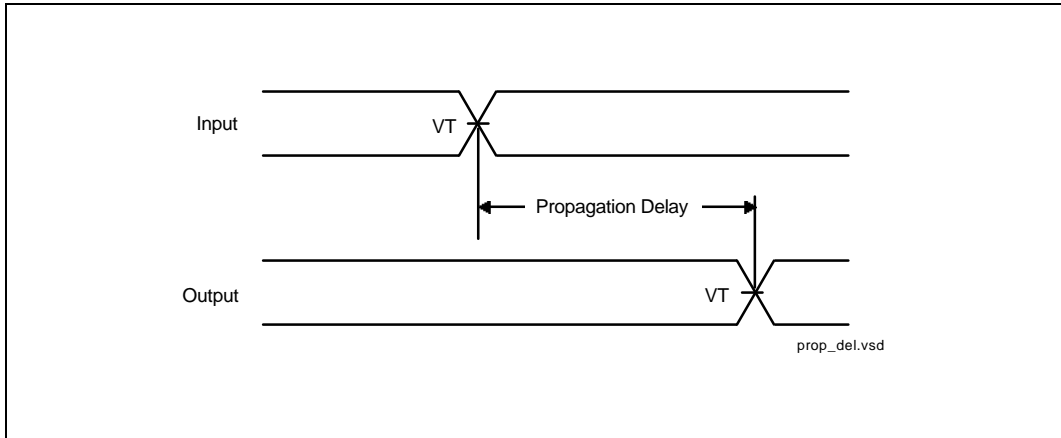 Input
VT
Propagation Delay
Output
VT
prop_del.vsd